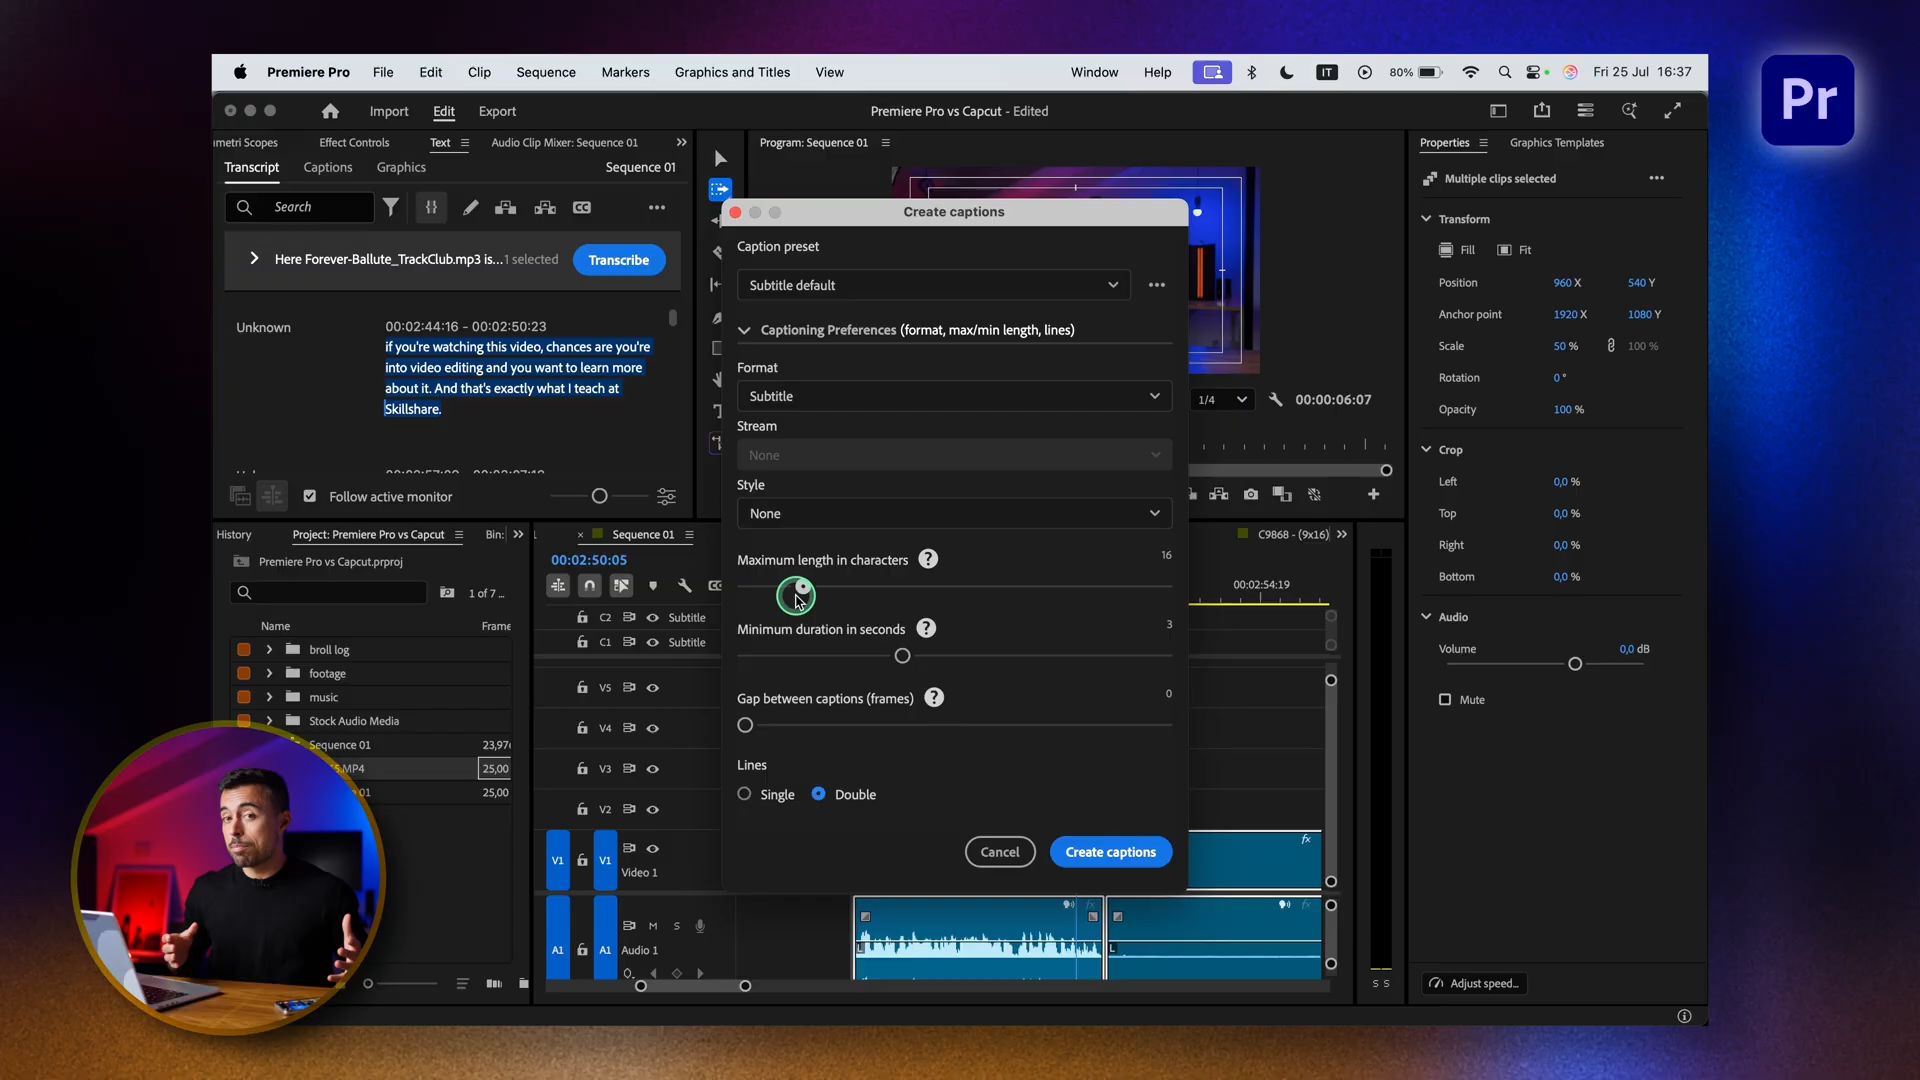 Premiere Pro File Edit Clip Sequence Markers Graphics and Titles View Window Help IT 80% Fri 25 Jul 16:37
Pr
Import Edit Export Premiere Pro vs Capcut - Edited
metri Scopes Effect Controls Text Audio Clip Mixer: Sequence 01
Transcript Captions Graphics Sequence 01
Search CC
Here Forever-Ballute_TrackClub.mp3 is... 1 selected Transcribe
Unknown
00:02:44:16 - 00:02:50:23
if you're watching this video, chances are you're
into video editing and you want to learn more
about it. And that's exactly what I teach at
Skillshare.
Follow active monitor
Program: Sequence 01
1/4 00:00:06:07
Create captions
Caption preset
Subtitle default
Captioning Preferences (format, max/min length, lines)
Format
Subtitle
Stream
None
Style
None
Maximum length in characters ? 16
Minimum duration in seconds ? 3
Gap between captions (frames) ? 0
Lines
Single Double
Cancel Create captions
Properties Graphics Templates
Multiple clips selected
Transform
Fill Fit
Position 960 X 540 Y
Anchor point 1920 X 1080 Y
Scale 50 % 100 %
Rotation 0 °
Opacity 100 %
Crop
Left 0,0 %
Top 0,0 %
Right 0,0 %
Bottom 0,0 %
Audio
Volume 0,0 dB
Mute
Adjust speed...
History Project: Premiere Pro vs Capcut Bin:
Premiere Pro vs Capcut.prproj
1 of 7 ...
Name Frame
broll log
footage
music
Stock Audio Media
Sequence 01 23,976
5.MP4 25,00
01 25,00
Sequence 01 C9868 - (9x16)
00:02:50:05
00:02:54:19
C2 Subtitle
C1 Subtitle
V5
V4
V3
V2
V1 V1 Video 1 fx
A1 A1 M S Audio 1 fx fx
L L
S S